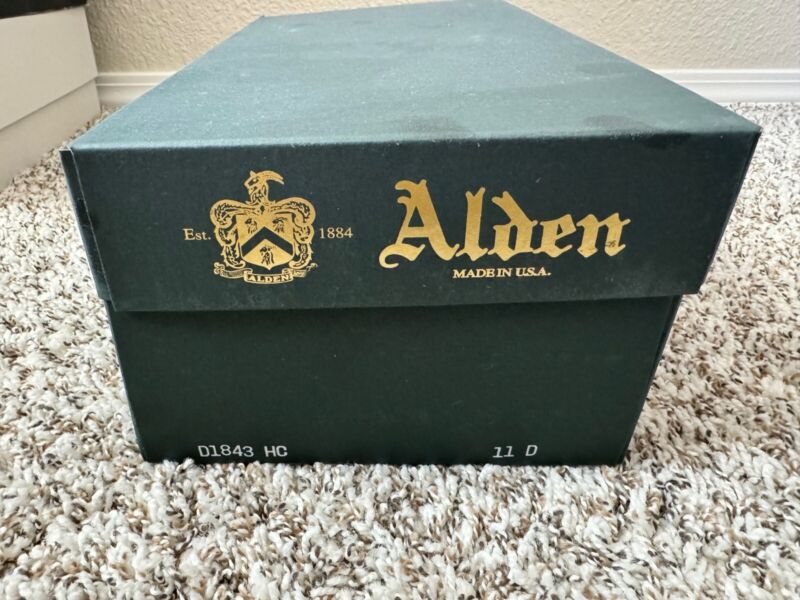 Est. 1884
ALDEN
Alden
MADE IN U.S.A.
D1843 HC 11 D